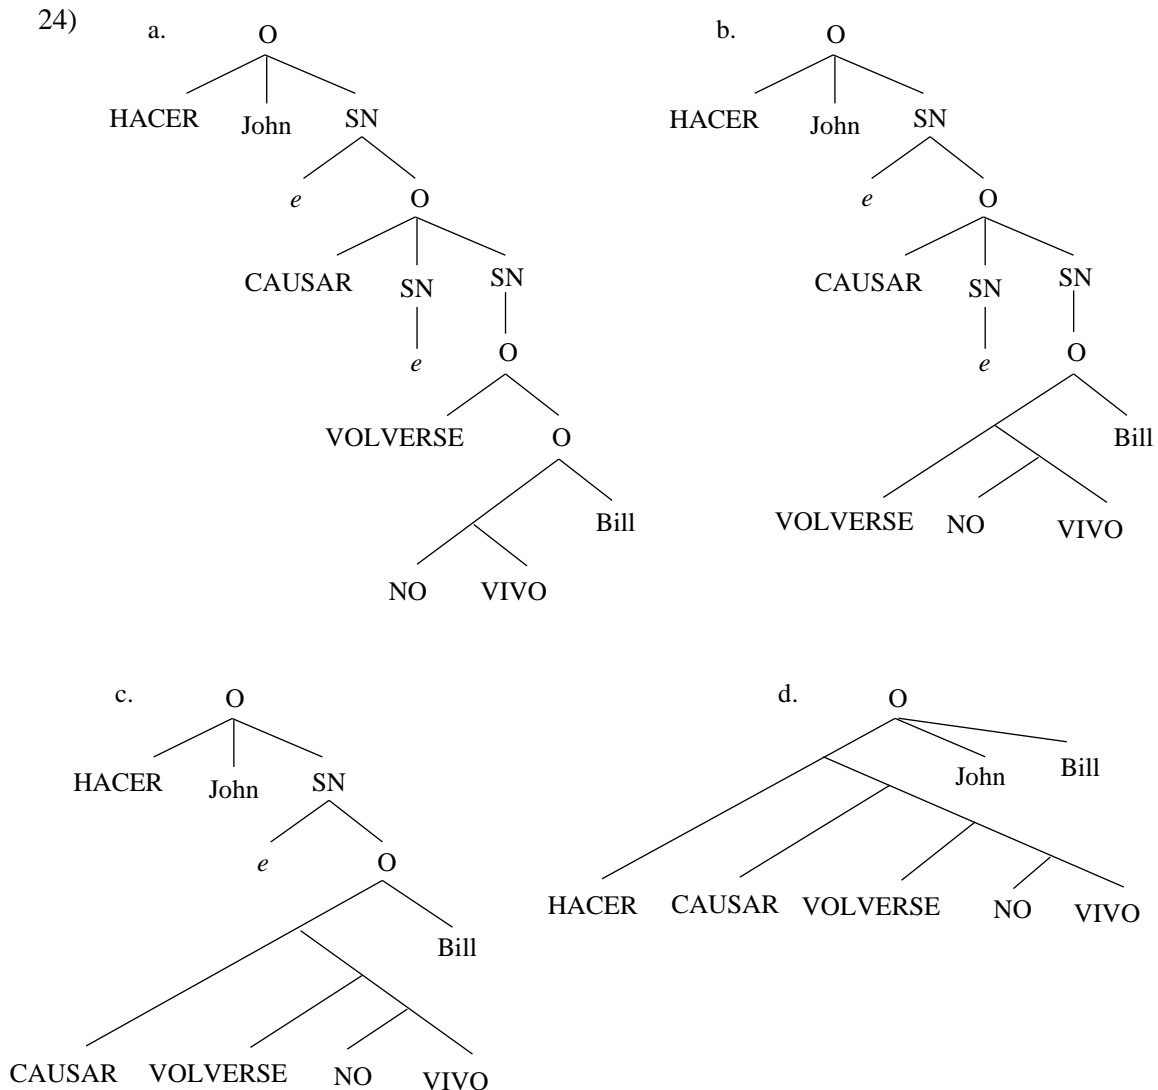 24) a. O b. O
HACER John SN HACER John SN
e O e O
CAUSAR SN SN CAUSAR SN SN
e O e O
VOLVERSE O Bill
Bill VOLVERSE NO VIVO
NO VIVO
c. O d. O
HACER John SN John Bill
e O
HACER CAUSAR VOLVERSE NO VIVO
Bill
CAUSAR VOLVERSE NO VIVO